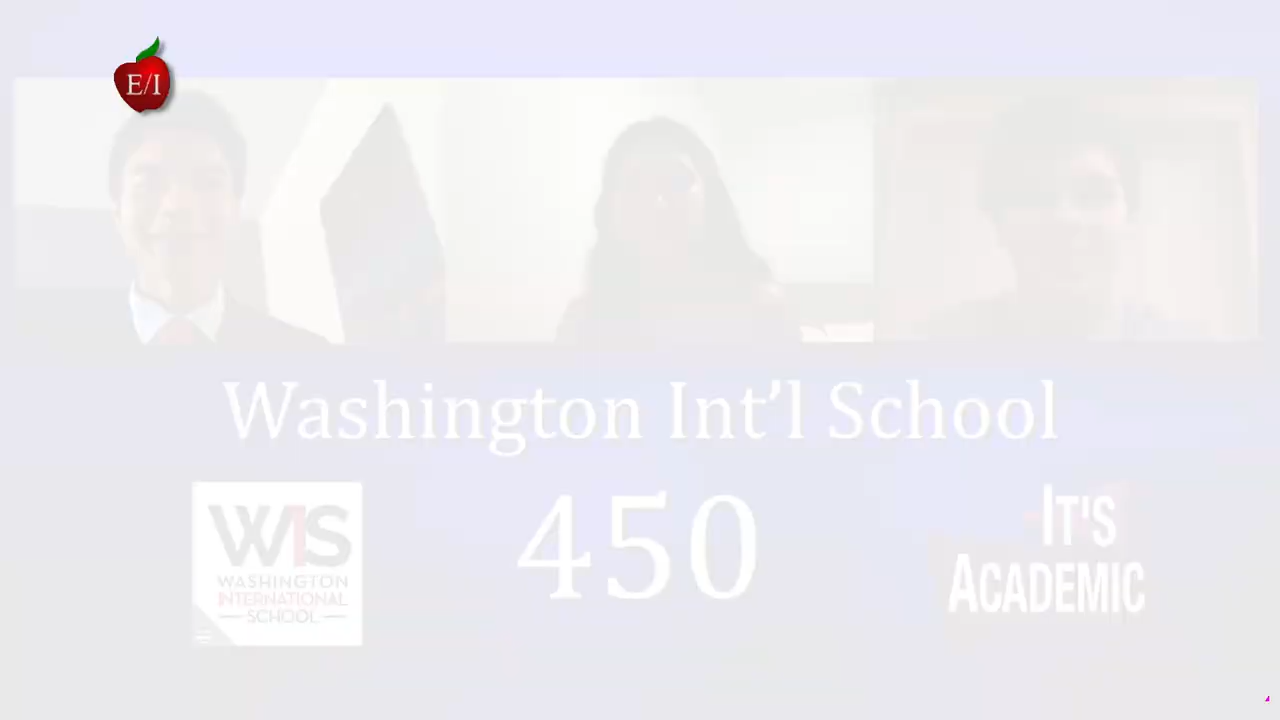 E/I
Washington Int'l School
450
WIS
WASHINGTON
INTERNATIONAL
SCHOOL
IT'S
ACADEMIC